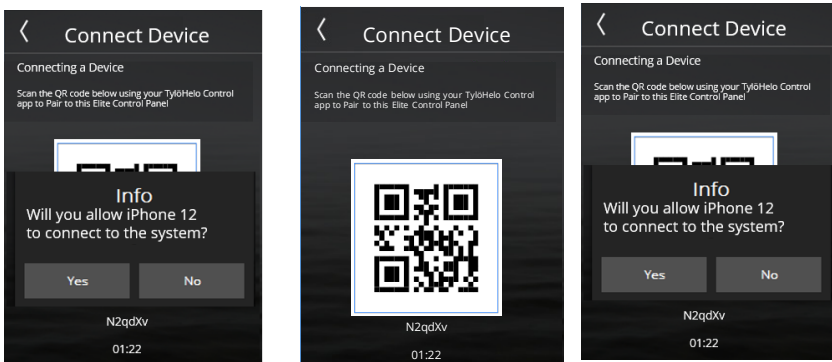 Connect Device
Connecting a Device
Scan the QR code below using your TylöHelo Control
app to Pair to this Elite Control Panel
Info
Will you allow iPhone 12
to connect to the system?
Yes No
N2qdXv
01:22
Connect Device
Connecting a Device
Scan the QR code below using your TylöHelo Control
app to Pair to this Elite Control Panel
N2qdXv
01:22
Connect Device
Connecting a Device
Scan the QR code below using your TylöHelo Control
app to Pair to this Elite Control Panel
Info
Will you allow iPhone 12
to connect to the system?
Yes No
N2qdXv
01:22